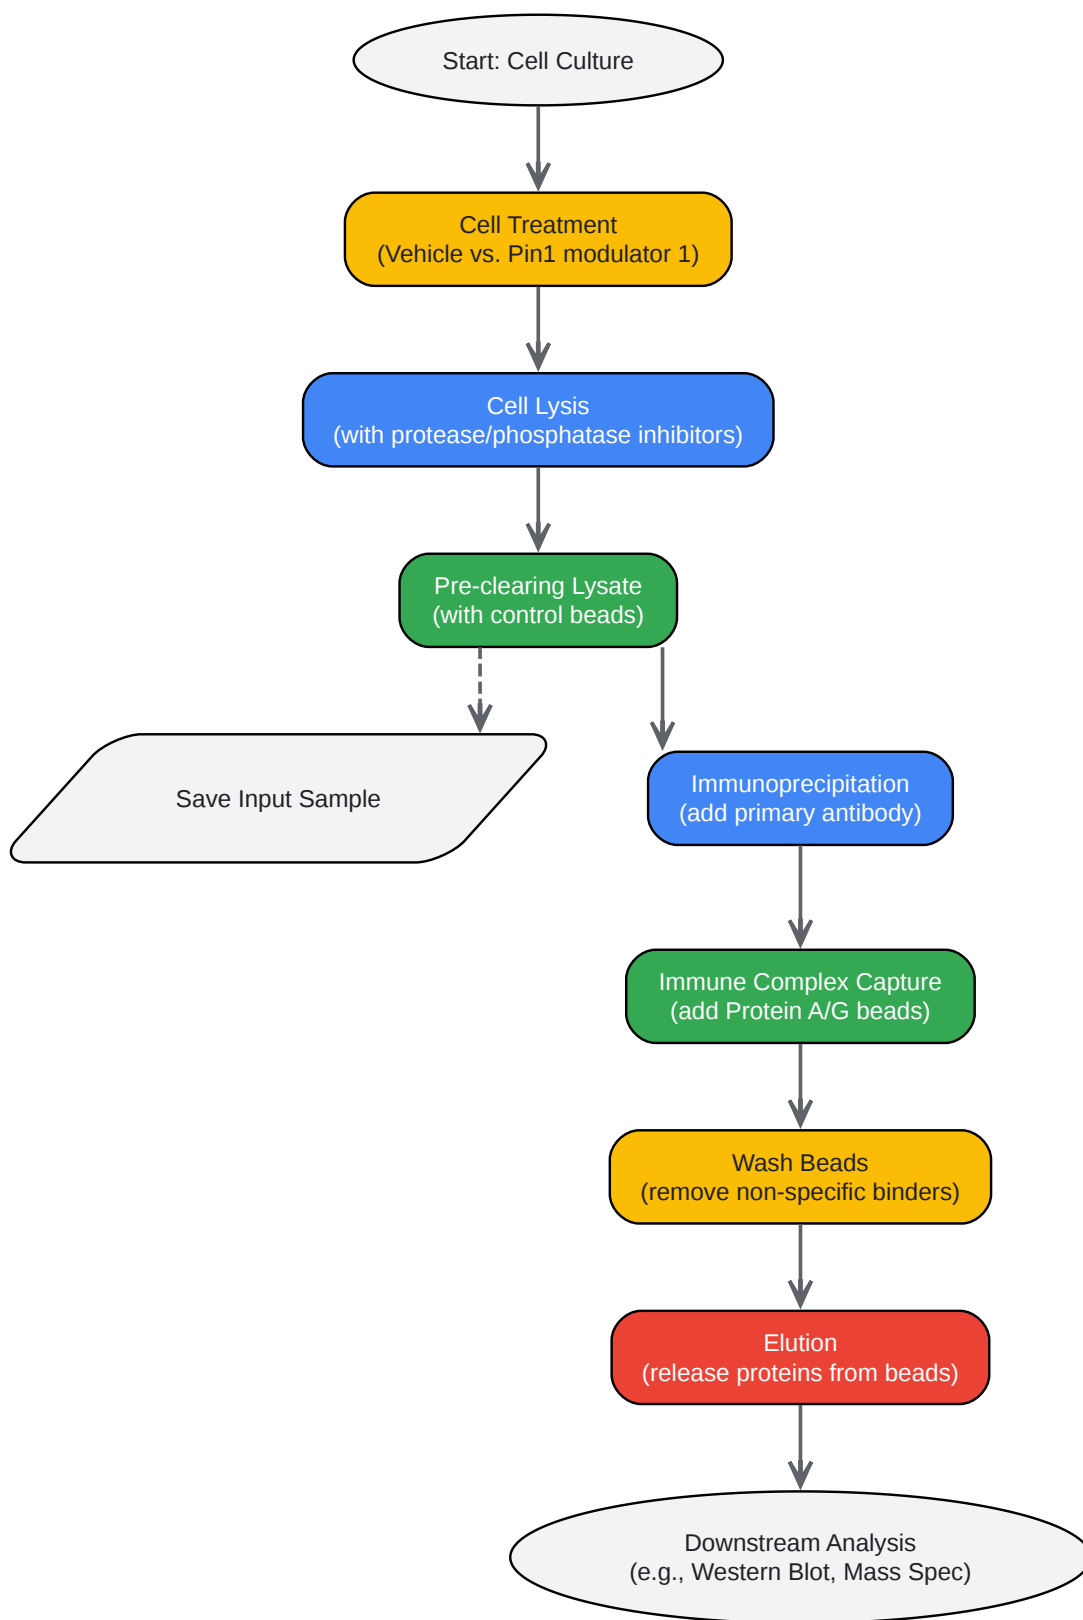 Start: Cell Culture
Cell Treatment
(Vehicle vs. Pin1 modulator 1)
Cell Lysis
(with protease/phosphatase inhibitors)
Pre-clearing Lysate
(with control beads)
Save Input Sample
Immunoprecipitation
(add primary antibody)
Immune Complex Capture
(add Protein A/G beads)
Wash Beads
(remove non-specific binders)
Elution
(release proteins from beads)
Downstream Analysis
(e.g., Western Blot, Mass Spec)